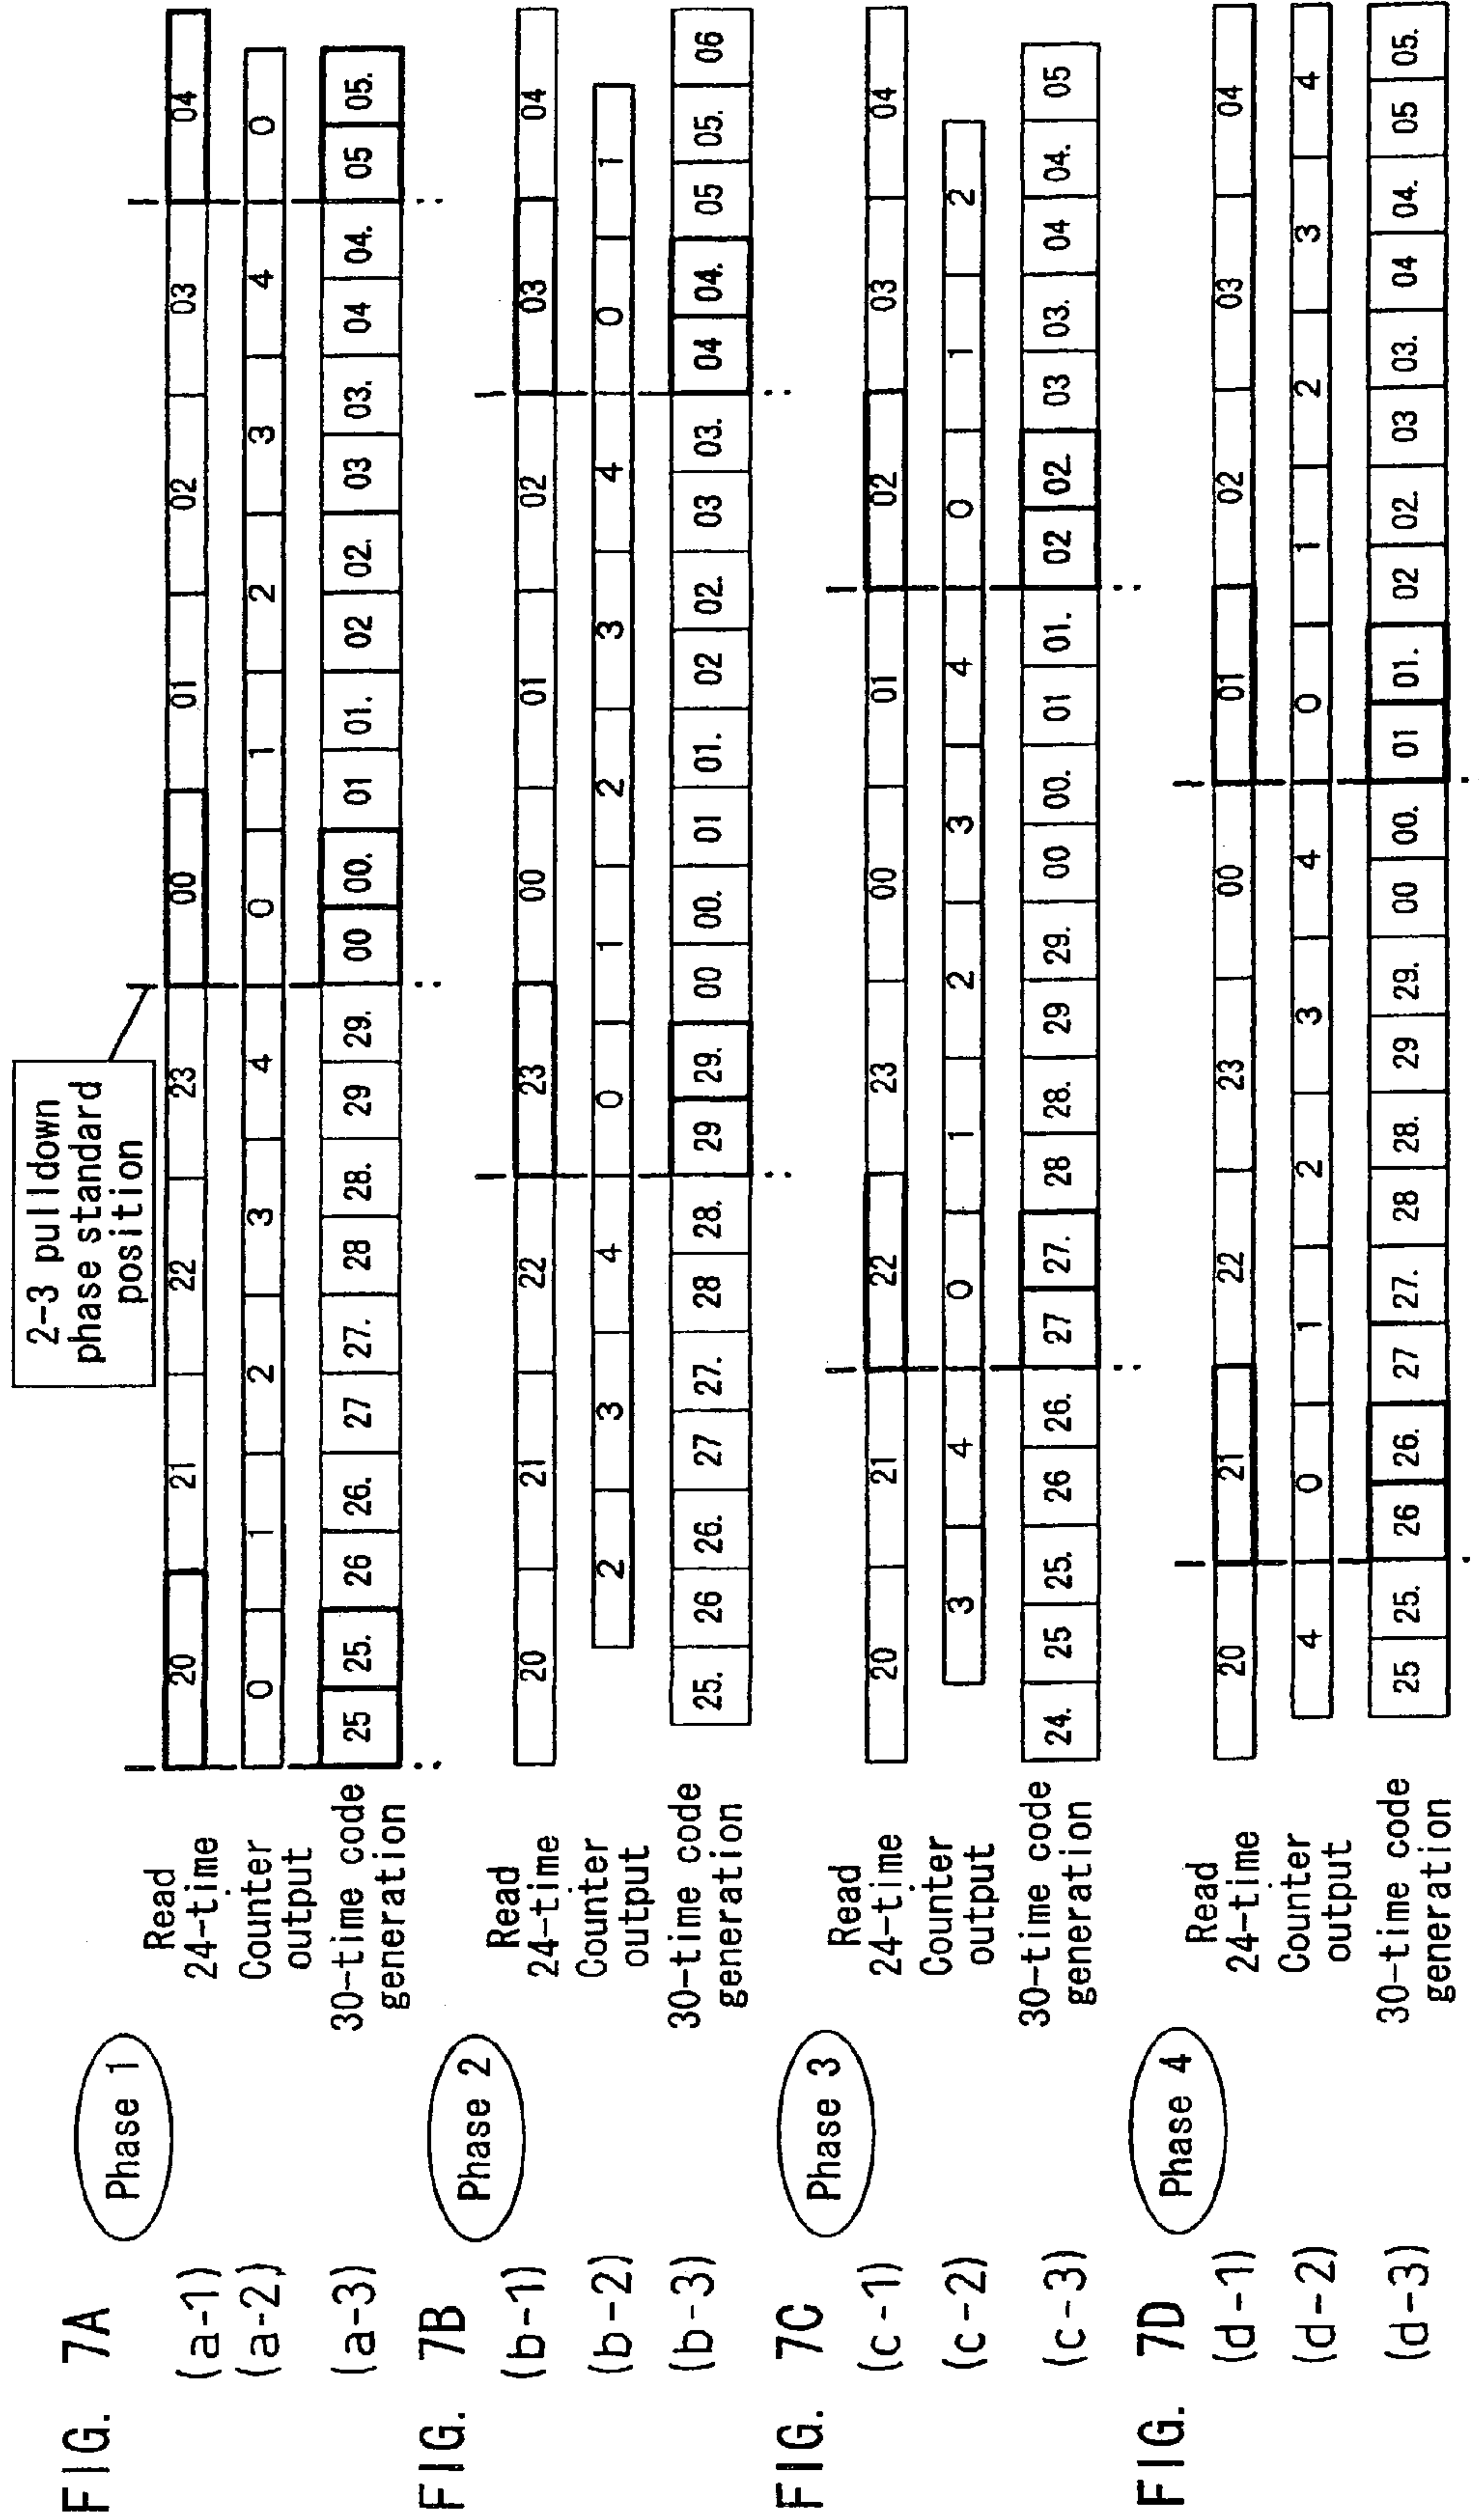 FIG. 7A
Phase 1
2-3 pulldown
phase standard
position
(a-1)
Read
24-time
20 21 22 23 00 01 02 03 04
(a-2)
Counter
output
0 1 2 3 4 0 1 2 3 4 0
(a-3)
30-time code
generation
25 25. 26 26. 27 27. 28 28. 29 29. 00 00. 01 01. 02 02. 03 03. 04 04. 05 05.
FIG. 7B
Phase 2
(b-1)
Read
24-time
20 21 22 23 00 01 02 03 04
(b-2)
Counter
output
2 3 4 0 1 2 3 4 0 1
(b-3)
30-time code
generation
25. 26 26. 27 27. 28 28. 29 29. 00 00. 01 01. 02 02. 03 03. 04 04. 05 05. 06
FIG. 7C
Phase 3
(c-1)
Read
24-time
20 21 22 23 00 01 02 03 04
(c-2)
Counter
output
3 4 0 1 2 3 4 0 1 2
(c-3)
30-time code
generation
24. 25 25. 26 26. 27 27. 28 28. 29 29. 00 00. 01 01. 02 02. 03 03. 04 04. 05
FIG. 7D
Phase 4
(d-1)
Read
24-time
20 21 22 23 00 01 02 03 04
(d-2)
Counter
output
4 0 1 2 3 4 0 1 2 3 4
(d-3)
30-time code
generation
25 25. 26 26. 27 27. 28 28. 29 29. 00 00. 01 01. 02 02. 03 03. 04 04. 05 05.